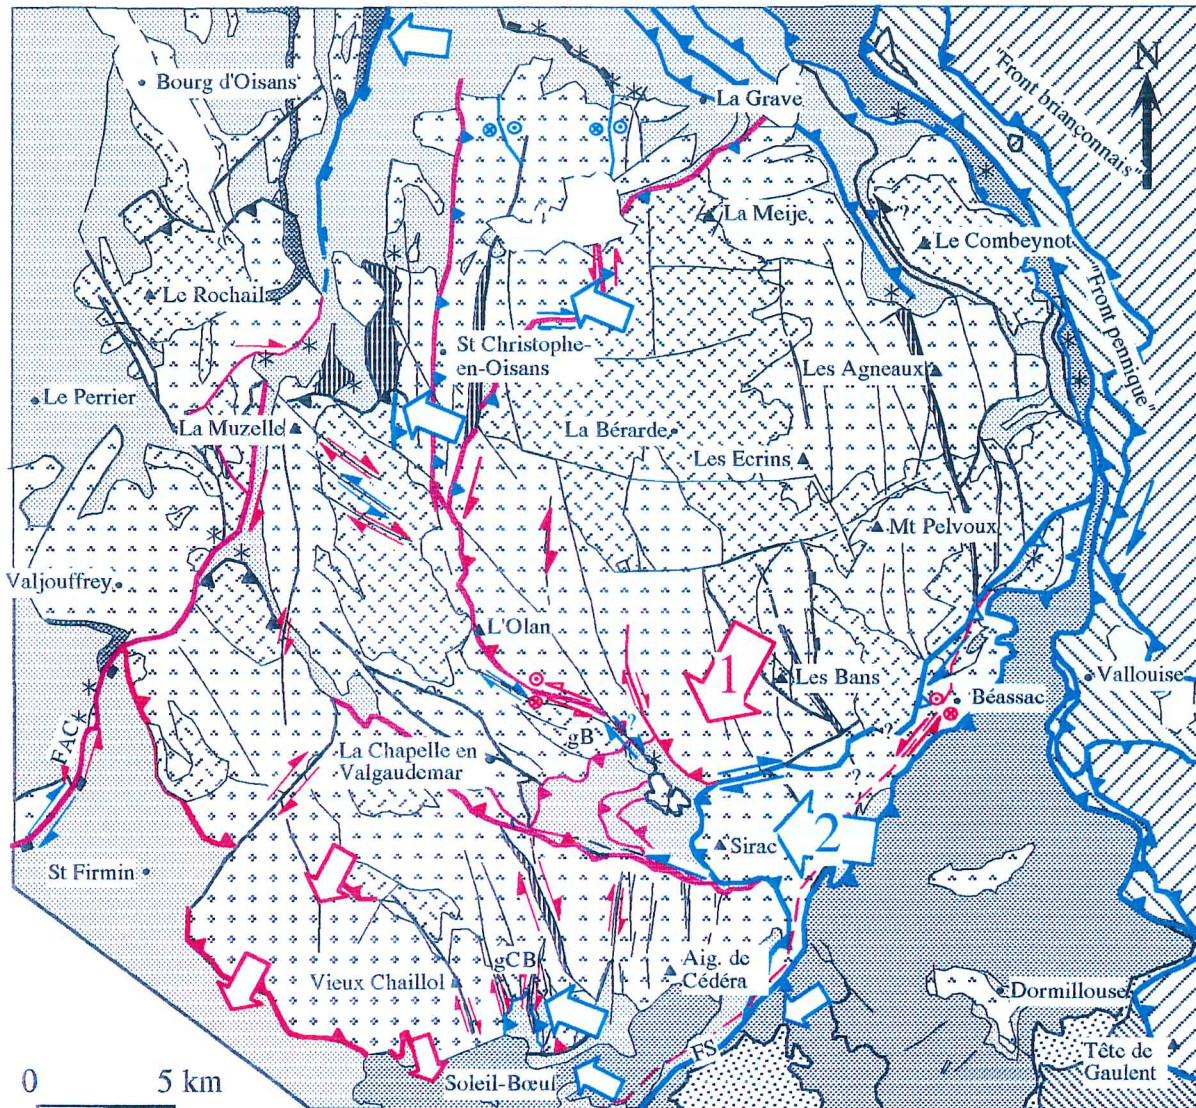 Bourg d'Oisans
La Grave
"Front briançonnais"
N
La Meije
?
Le Combeynot
Le Rochail
"Front pennique"
St Christophe-
en-Oisans
Les Agneaux
Le Perrier
La Muzelle
La Bérarde
Les Ecrins
Mt Pelvoux
Valjouffrey
L'Olan
1
Les Bans
Béassac
Vallouise
FAC
?
gB
?
La Chapelle en
Valgaudemar
?
2
Sirac
St Firmin
gCB
Vieux Chaillol
Aig. de
Cédéra
Dormillouse
FS
Soleil-Bœuf
Tête de
Gaulent
0 5 km